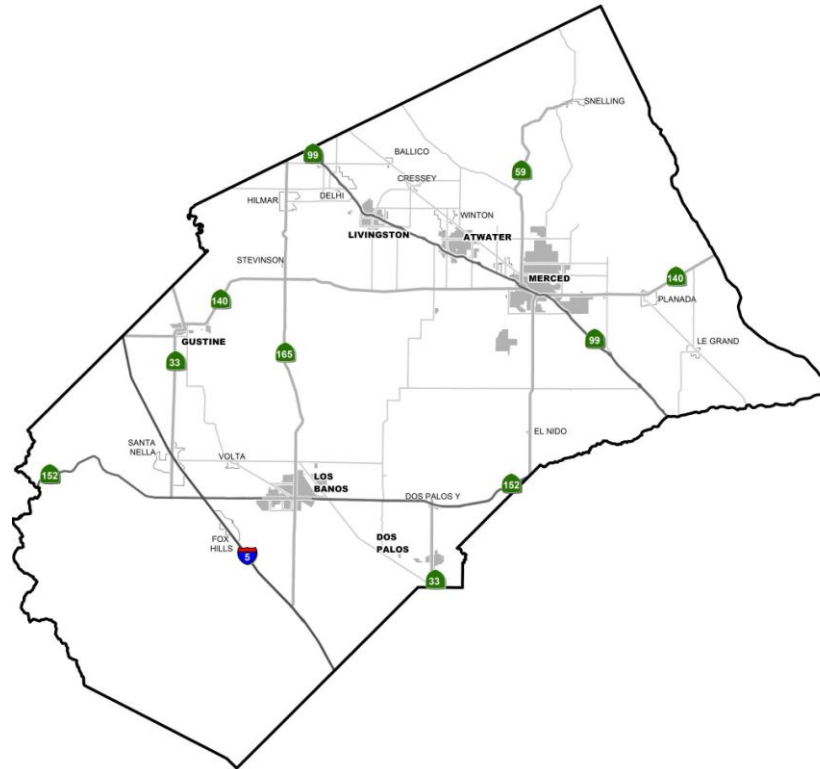 SNELLING
99
BALLICO
59
CRESSEY
DELHI
HILMAR
WINTON
LIVINGSTON
ATWATER
STEVINSON
MERCED
140
140
PLANADA
GUSTINE
99
LE GRAND
165
33
EL NIDO
SANTA
NELLA
VOLTA
152
LOS
BANOS
152
DOS PALOS Y
DOS
PALOS
FOX
HILLS
5
33